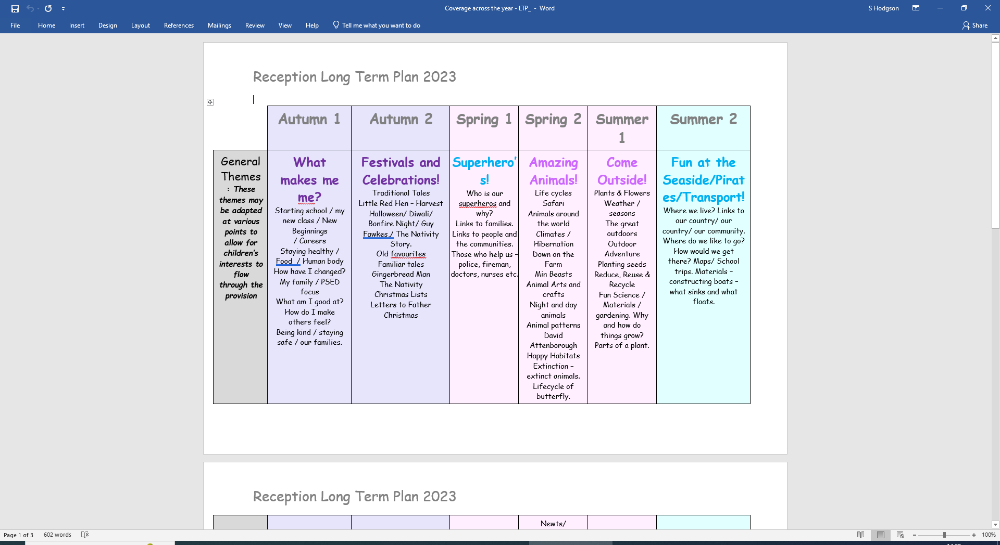 Coverage across the year - LTP_ - Word
S Hodgson
File Home Insert Design Layout References Mailings Review View Help Tell me what you want to do Share
Reception Long Term Plan 2023
Autumn 1
Autumn 2
Spring 1
Spring 2
Summer
1
Summer 2
General
Themes
: These
themes may
be adapted
at various
points to
allow for
children's
interests to
flow
through the
provision
What
makes me
me?
Starting school / my
new class / New
Beginnings
/ Careers
Staying healthy /
Food / Human body
How have I changed?
My family / PSED
focus
What am I good at?
How do I make
others feel?
Being kind / staying
safe / our families.
Festivals and
Celebrations!
Traditional Tales
Little Red Hen – Harvest
Halloween/ Diwali/
Bonfire Night/ Guy
Fawkes,/ The Nativity
Story.
Old favourites
Familiar tales
Gingerbread Man
The Nativity
Christmas Lists
Letters to Father
Christmas
Superhero'
s!
Who is our
superheros and
why?
Links to families.
Links to people and
the communities.
Those who help us –
police, fireman,
doctors, nurses etc.
Amazing
Animals!
Life cycles
Safari
Animals around
the world
Climates /
Hibernation
Down on the
Farm
Min Beasts
Animal Arts and
crafts
Night and day
animals
Animal patterns
David
Attenborough
Happy Habitats
Extinction –
extinct animals.
Lifecycle of
butterfly.
Come
Outside!
Plants & Flowers
Weather /
seasons
The great
outdoors
Outdoor
Adventure
Planting seeds
Reduce, Reuse &
Recycle
Fun Science /
Materials /
gardening. Why
and how do
things grow?
Parts of a plant.
Fun at the
Seaside/Pirat
es/Transport!
Where we live? Links to
our country/ our
country/ our community.
Where do we like to go?
How would we get
there? Maps/ School
trips. Materials –
constructing boats –
what sinks and what
floats.
Reception Long Term Plan 2023
Newts/
Page 1 of 3 602 words 100%